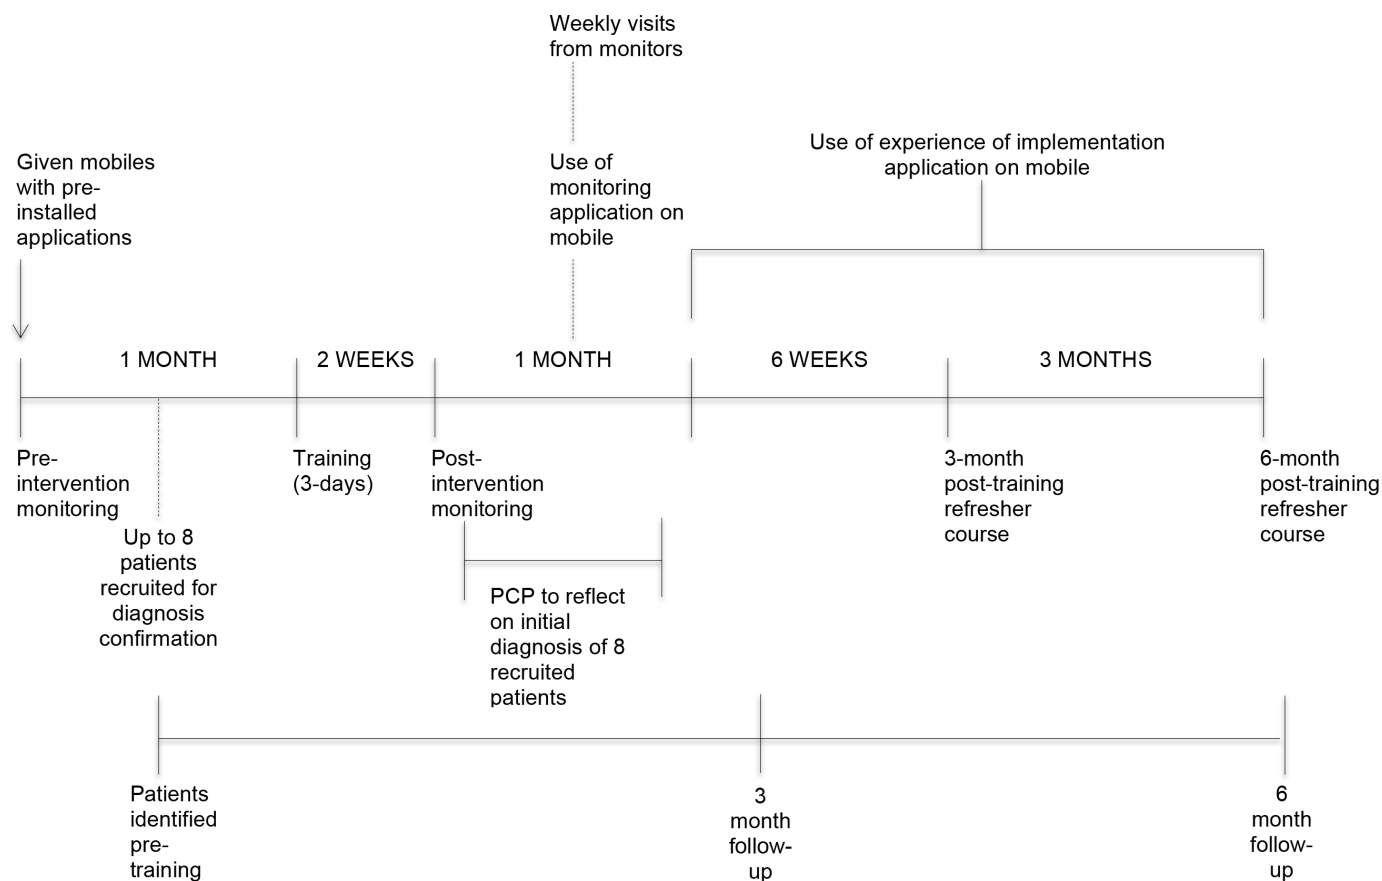 Weekly visits
from monitors
Given mobiles
with pre-
installed
applications
Use of
monitoring
application on
mobile
Use of experience of implementation
application on mobile
1 MONTH
2 WEEKS
1 MONTH
6 WEEKS
3 MONTHS
Pre-
intervention
monitoring
Training
(3-days)
Post-
intervention
monitoring
3-month
post-training
refresher
course
6-month
post-training
refresher
course
Up to 8
patients
recruited for
diagnosis
confirmation
PCP to reflect
on initial
diagnosis of 8
recruited
patients
Patients
identified
pre-
training
3
month
follow-
up
6
month
follow-
up